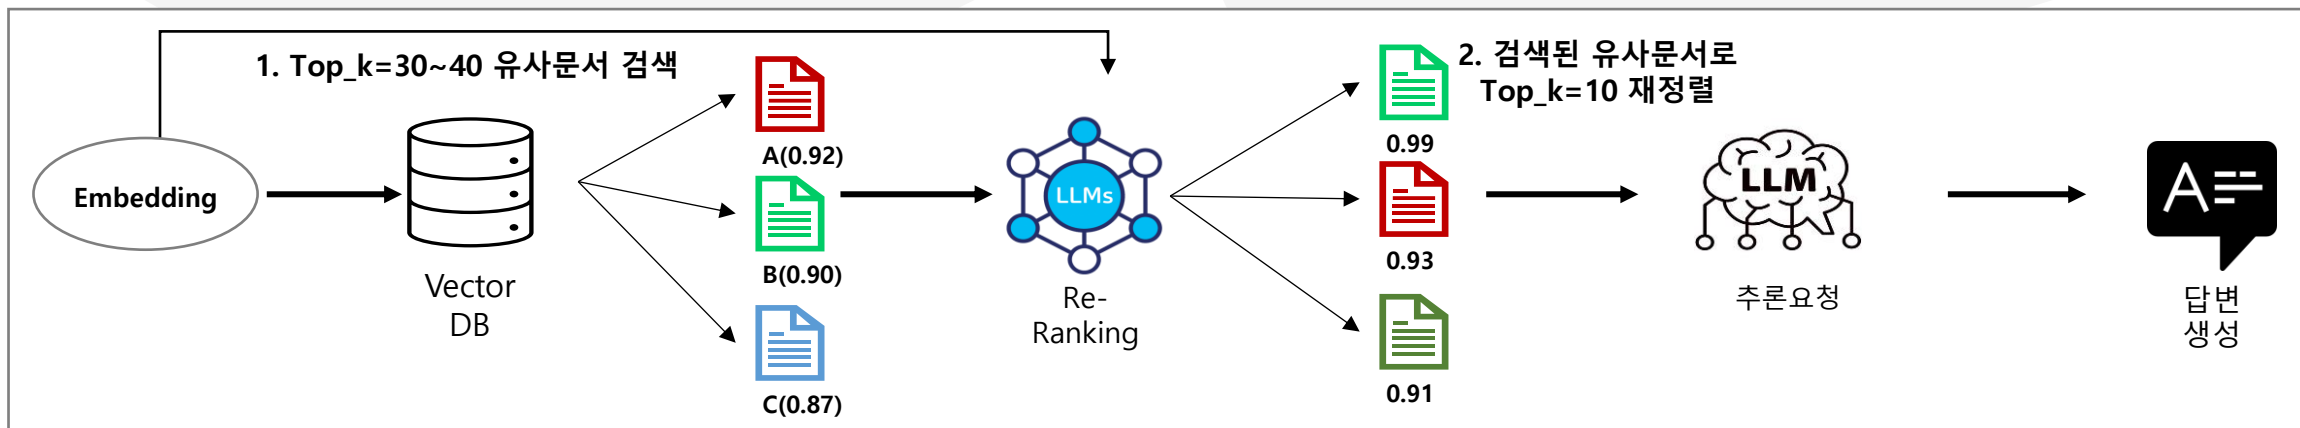 1. Top_k=30~40 유사문서 검색
Embedding
Vector
DB
A(0.92)
B(0.90)
C(0.87)
LLMs
Re-
Ranking
2. 검색된 유사문서로
Top_k=10 재정렬
0.99
0.93
0.91
LLM
추론요청
A
답변
생성